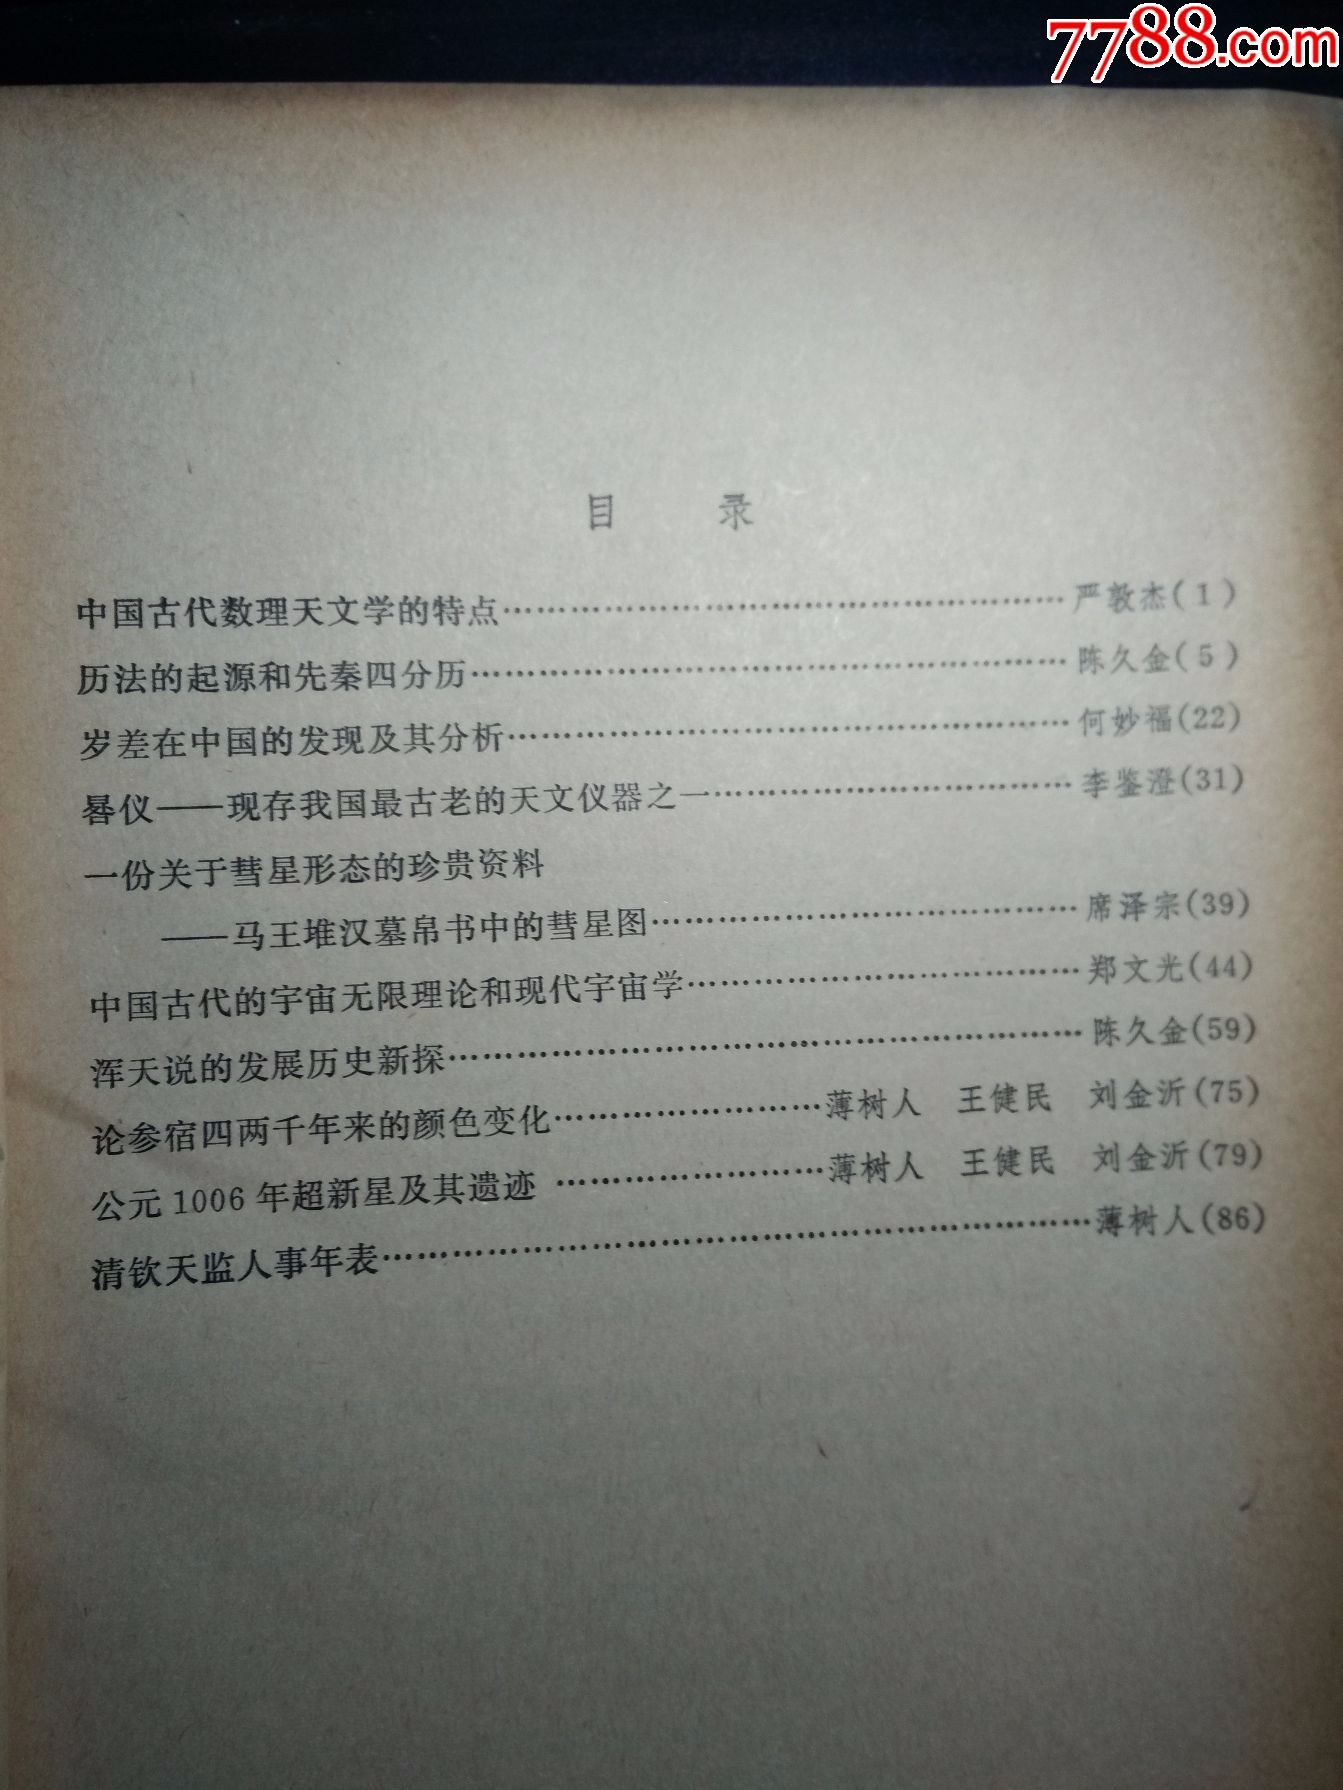 7788.com
目 录
中国古代数理天文学的特点……………………………………………严敦杰(1)
历法的起源和先秦四分历………………………………………………陈久金(5)
岁差在中国的发现及其分析……………………………………………何妙福(22)
晷仪——现存我国最古老的天文仪器之一……………………………李鉴澄(31)
一份关于彗星形态的珍贵资料
——马王堆汉墓帛书中的彗星图…………………………………席泽宗(39)
中国古代的宇宙无限理论和现代宇宙学………………………………郑文光(44)
浑天说的发展历史新探…………………………………………………陈久金(59)
论参宿四两千年来的颜色变化……………………薄树人 王健民 刘金沂(75)
公元1006年超新星及其遗迹……………………薄树人 王健民 刘金沂(79)
清钦天监人事年表………………………………………………………薄树人(86)